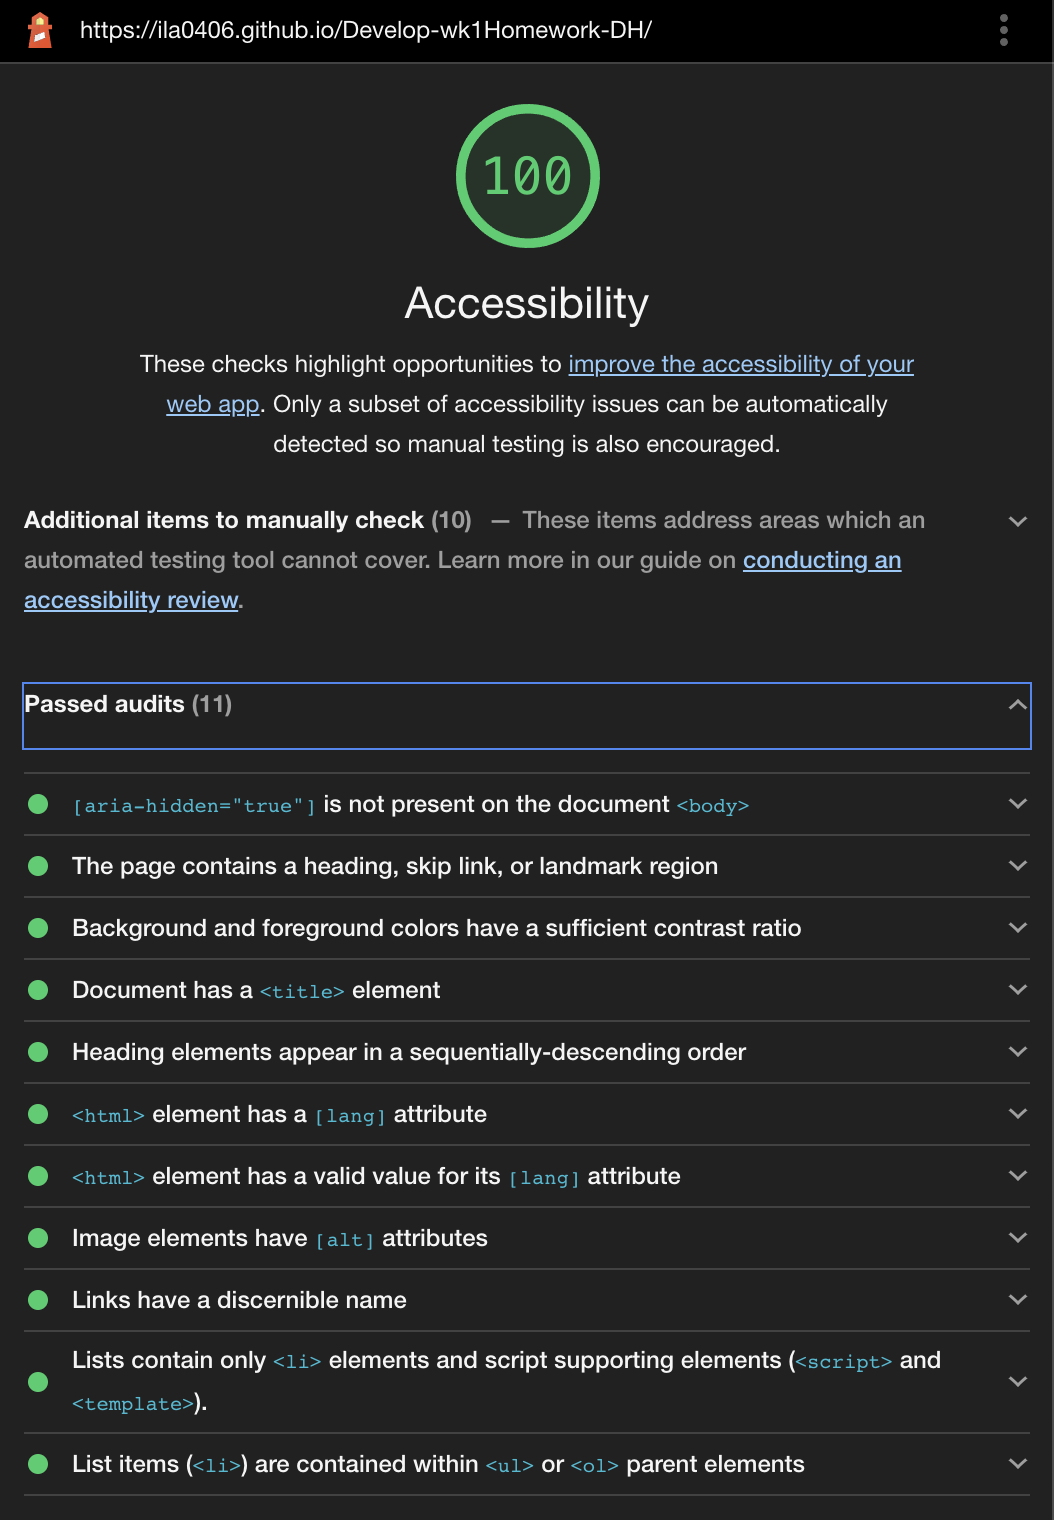 https://ila0406.github.io/Develop-wk1Homework-DH/
100
Accessibility
These checks highlight opportunities to improve the accessibility of your
web app. Only a subset of accessibility issues can be automatically
detected so manual testing is also encouraged.
Additional items to manually check (10) — These items address areas which an
automated testing tool cannot cover. Learn more in our guide on conducting an
accessibility review.
Passed audits (11)
[aria-hidden="true"] is not present on the document <body>
The page contains a heading, skip link, or landmark region
Background and foreground colors have a sufficient contrast ratio
Document has a <title> element
Heading elements appear in a sequentially-descending order
<html> element has a [lang] attribute
<html> element has a valid value for its [lang] attribute
Image elements have [alt] attributes
Links have a discernible name
Lists contain only <li> elements and script supporting elements (<script> and
<template>).
List items (<li>) are contained within <ul> or <ol> parent elements